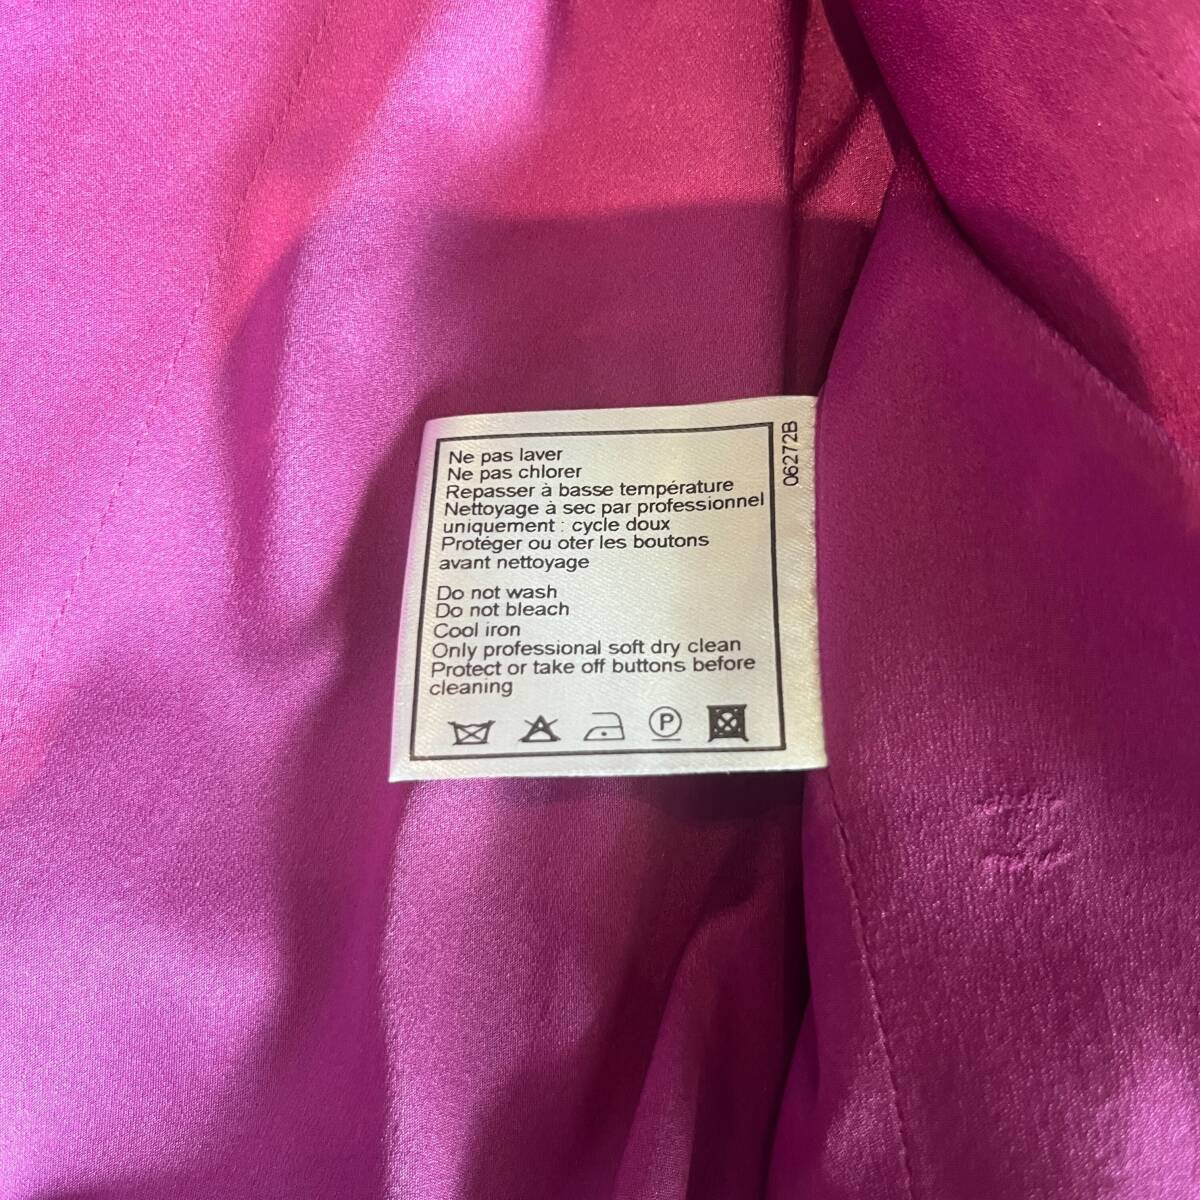 Ne pas laver
Ne pas chlorer
Repasser à basse température
Nettoyage à sec par professionnel
uniquement : cycle doux
Protéger ou oter les boutons
avant nettoyage
Do not wash
Do not bleach
Cool iron
Only professional soft dry clean
Protect or take off buttons before
cleaning
P
06272B